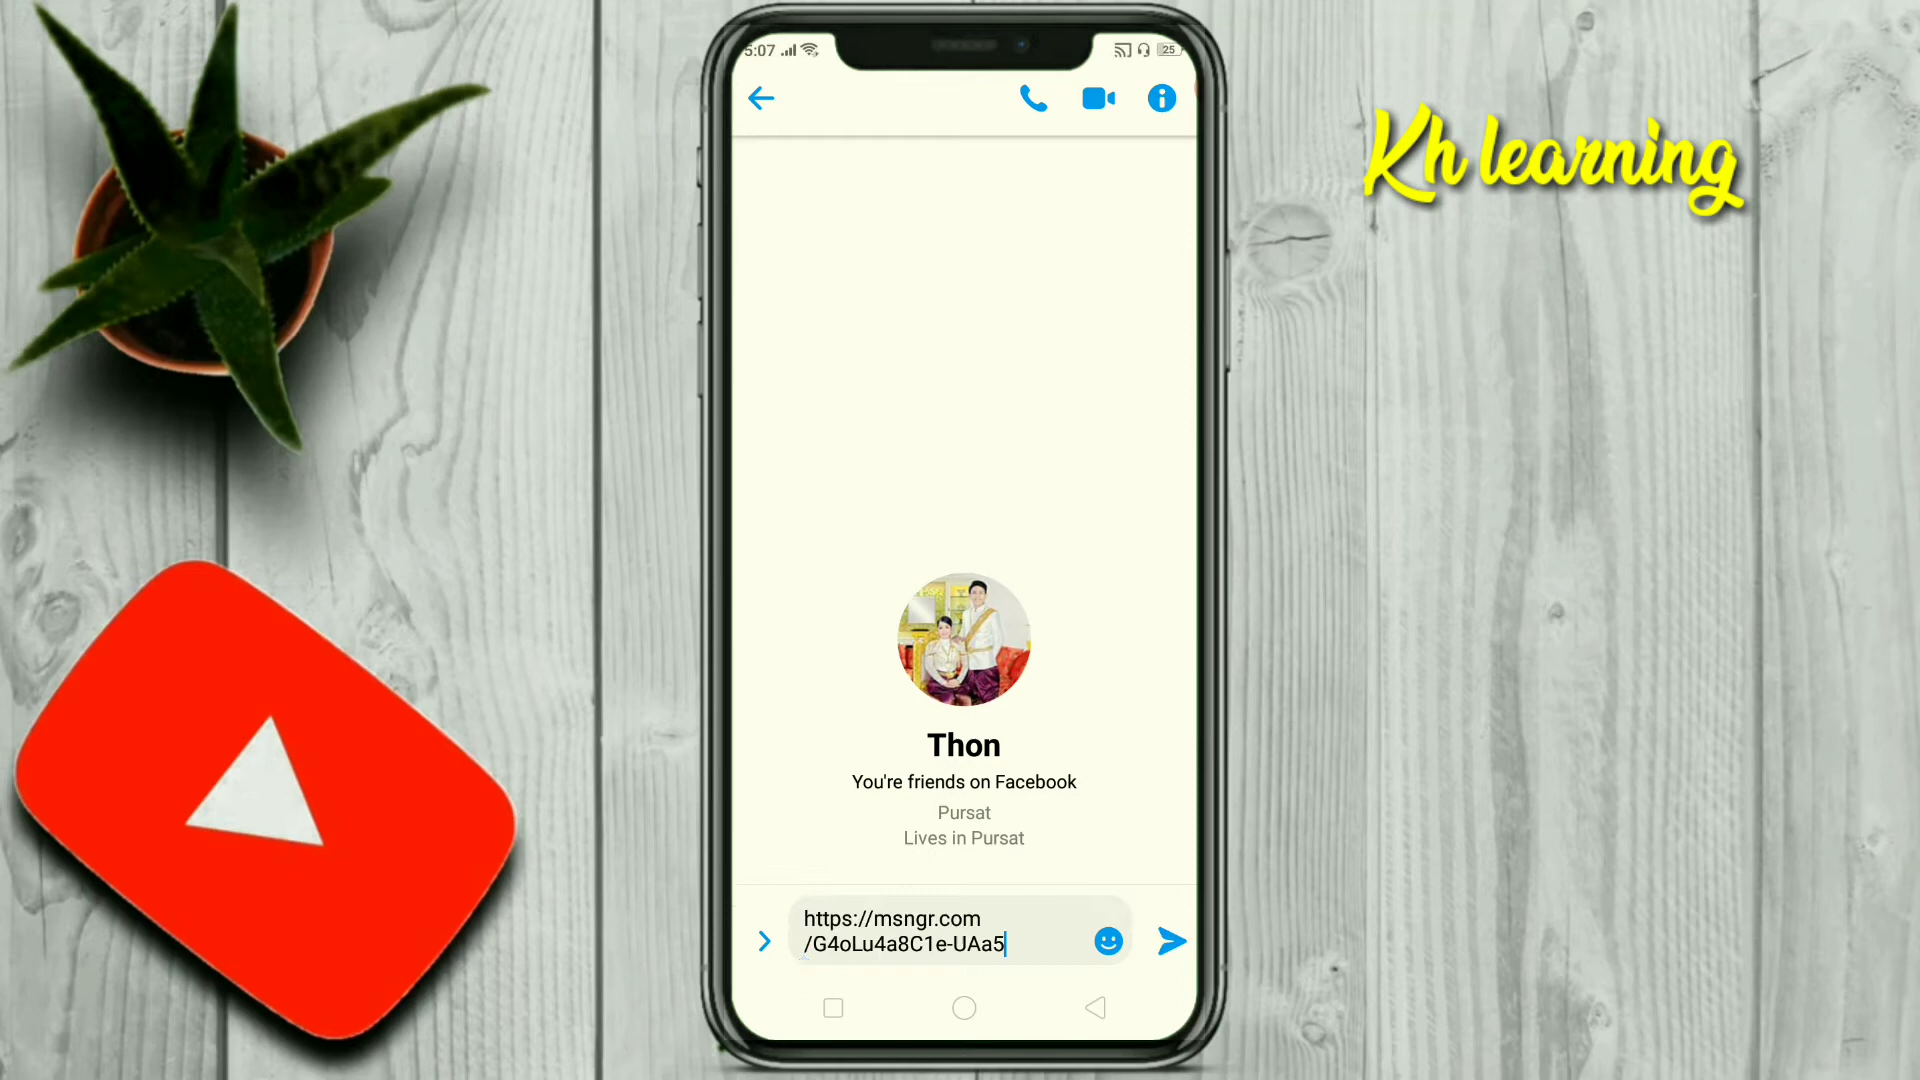 5:07
25
Kh learning
Thon
You're friends on Facebook
Pursat
Lives in Pursat
https://msngr.com
/G4oLu4a8C1e-UAa5